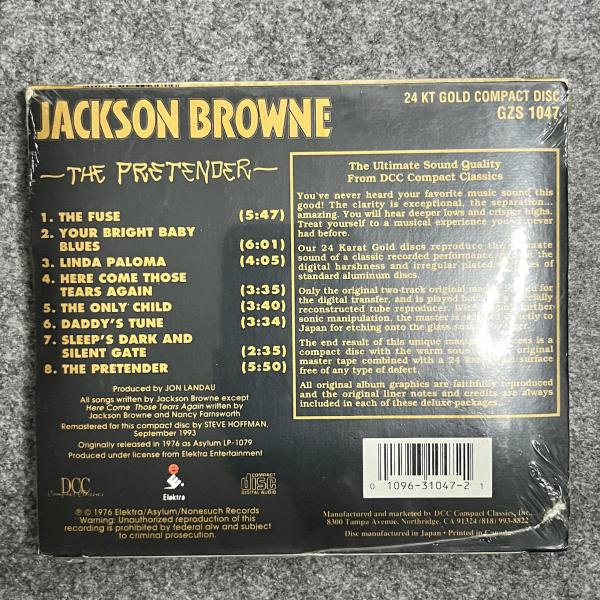 JACKSON BROWNE
24 KT GOLD COMPACT DISC
GZS 1047
—THE PRETENDER—
1. THE FUSE (5:47)
2. YOUR BRIGHT BABY
BLUES (6:01)
3. LINDA PALOMA (4:05)
4. HERE COME THOSE
TEARS AGAIN (3:35)
5. THE ONLY CHILD (3:40)
6. DADDY'S TUNE (3:34)
7. SLEEP'S DARK AND
SILENT GATE (2:35)
8. THE PRETENDER (5:50)
Produced by JON LANDAU
All songs written by Jackson Browne except
Here Come Those Tears Again written by
Jackson Browne and Nancy Farnsworth
Remastered for this compact disc by STEVE HOFFMAN,
September 1993
Originally released in 1976 as Asylum LP-1079
Produced under license from Elektra Entertainment
The Ultimate Sound Quality
From DCC Compact Classics
You've never heard your favorite music sound this
good! The clarity is exceptional, the separation...
amazing. You will hear deeper lows and crisper highs.
Treat yourself to a musical experience you've never
had before.
Our 24 Karat Gold discs reproduce the
sound of a classic recorded performance
digital harshness and irregular plated
standard aluminum discs.
Only the original two-track original master for
the digital transfer, and is played
reconstructed tube reproducer. With further
sonic manipulation, the master is directly to
Japan for etching onto the glass
The end result of this unique process is a
compact disc with the warm original
master tape combined with a 24 surface
free of any type of defect.
All original album graphics are faithfully reproduced
and the original liner notes and credits are always
included in each of these deluxe packages.
DCC
Compact Classics
Elektra
COMPACT
disc
DIGITAL AUDIO
0 1096-31047-2 1
℗ © 1976 Elektra/Asylum/Nonesuch Records
Warning: Unauthorized reproduction of this
recording is prohibited by federal law and subject
to criminal prosecution.
Manufactured and marketed by DCC Compact Classics, Inc.
8300 Tampa Avenue, Northridge, CA 91324 (818) 993-8822
Disc manufactured in Japan • Printed in Canada